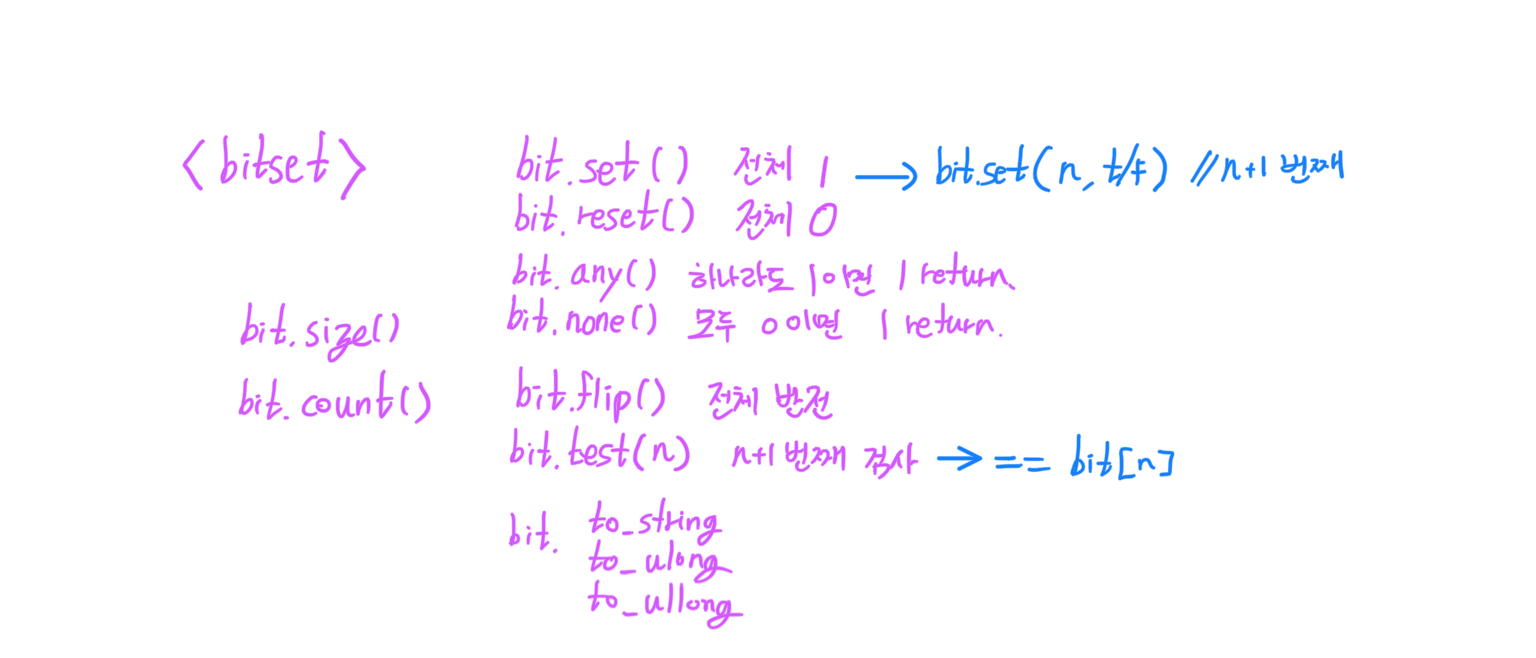 <bitset>
bit.set() 전체 1 → bit.set(n, t/f) //n+1 번째
bit.reset() 전체 0
bit.any() 하나라도 1이면 1 return.
bit.none() 모두 0이면 1 return.
bit.size()
bit.count()
bit.flip() 전체 반전
bit.test(n) n+1 번째 검사 → == bit[n]
bit. to_string
to_ulong
to_ullong